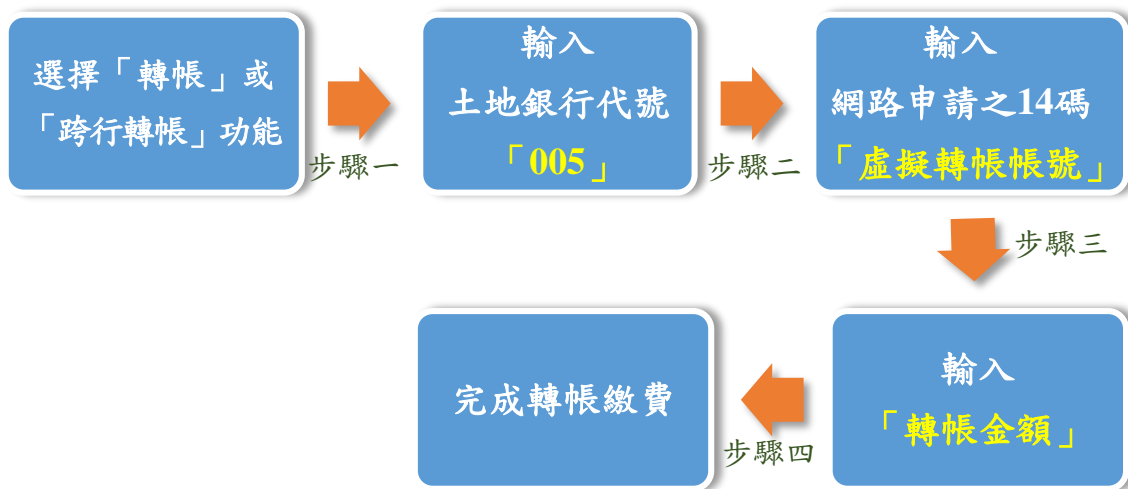 選擇「轉帳」或
「跨行轉帳」功能
步驟一
輸入
土地銀行代號
「005」
步驟二
輸入
網路申請之14碼
「虛擬轉帳帳號」
步驟三
輸入
「轉帳金額」
步驟四
完成轉帳繳費